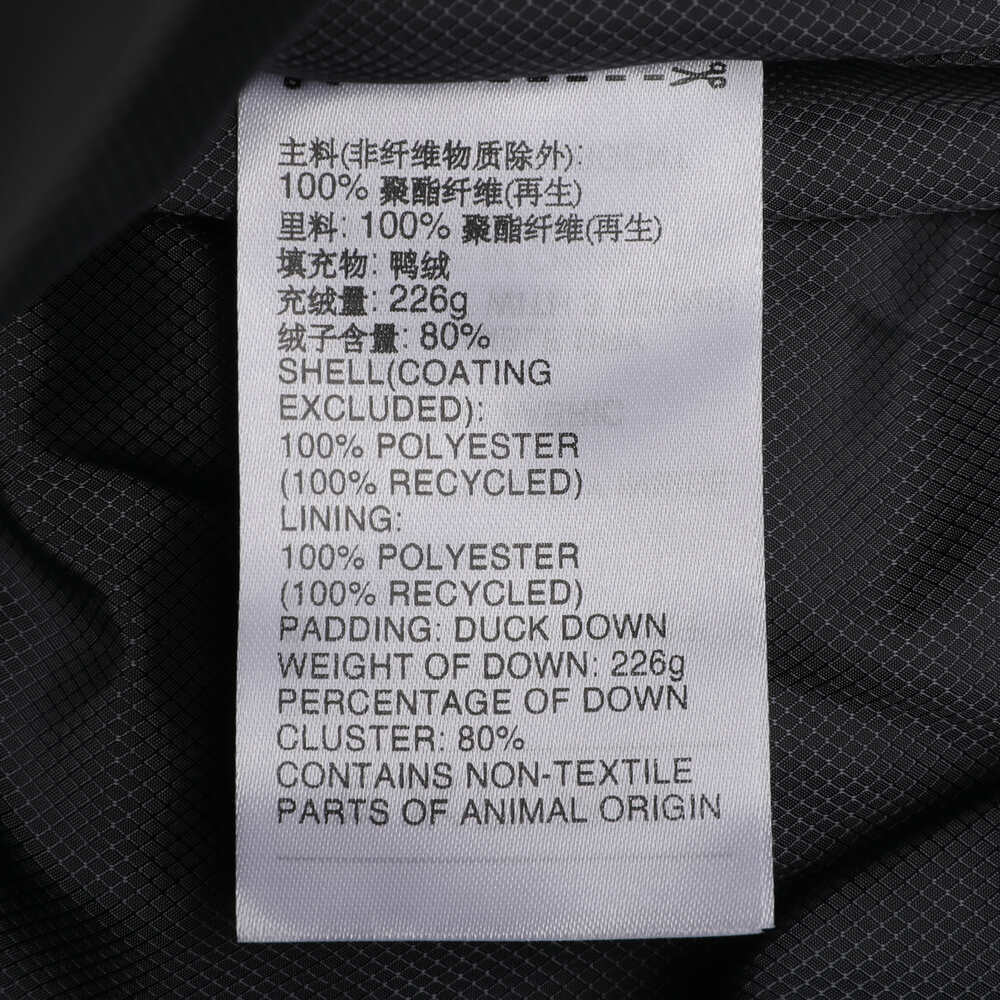 主料(非纤维物质除外):
100% 聚酯纤维(再生)
里料: 100% 聚酯纤维(再生)
填充物: 鸭绒
充绒量: 226g
绒子含量: 80%
SHELL(COATING
EXCLUDED):
100% POLYESTER
(100% RECYCLED)
LINING:
100% POLYESTER
(100% RECYCLED)
PADDING: DUCK DOWN
WEIGHT OF DOWN: 226g
PERCENTAGE OF DOWN
CLUSTER: 80%
CONTAINS NON-TEXTILE
PARTS OF ANIMAL ORIGIN